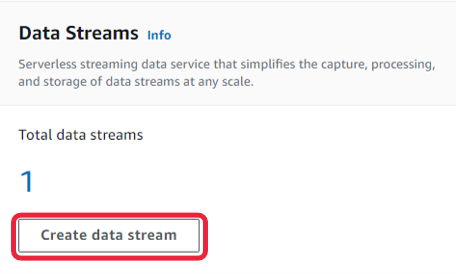 Data Streams Info
Serverless streaming data service that simplifies the capture, processing,
and storage of data streams at any scale.
Total data streams
1
Create data stream